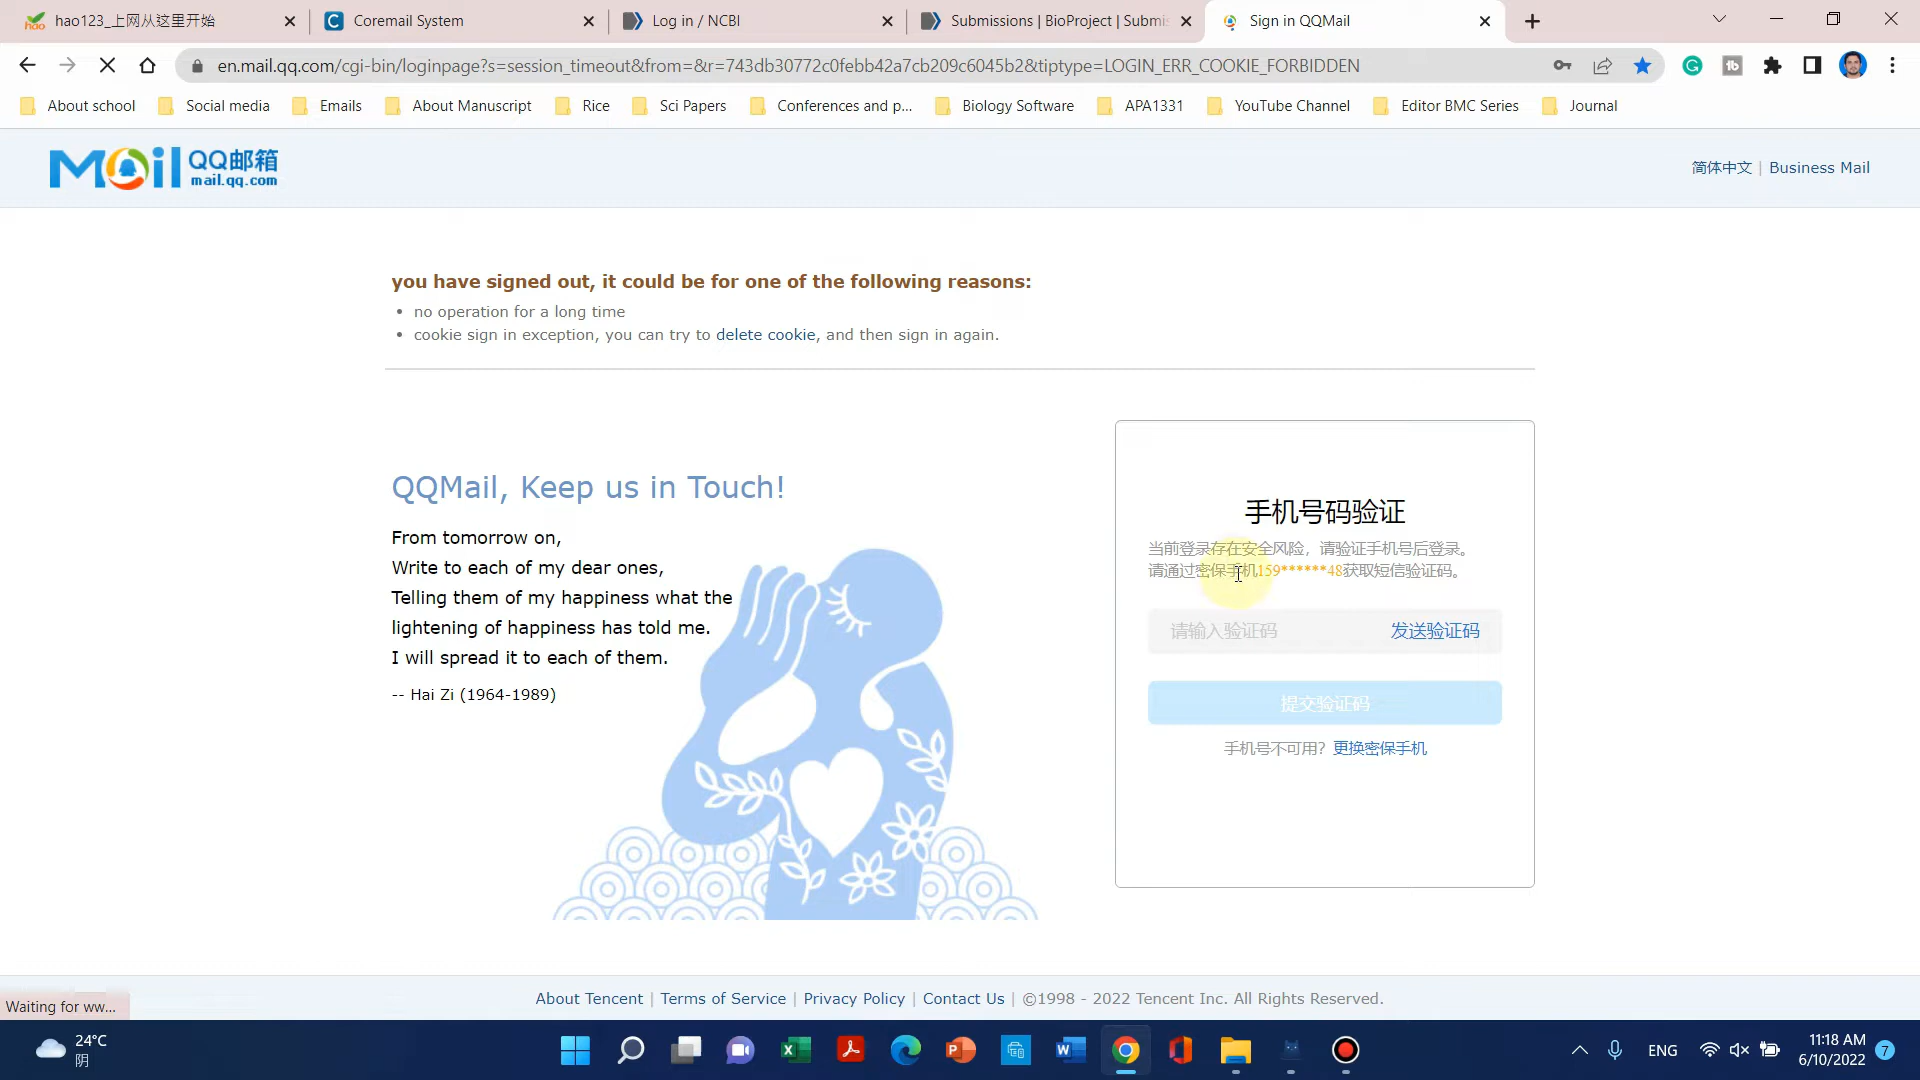 hao123_上网从这里开始
Coremail System
Log in / NCBI
Submissions | BioProject | Submis
Sign in QQMail
en.mail.qq.com/cgi-bin/loginpage?s=session_timeout&from=&r=743db30772c0febb42a7cb209c6045b2&tiptype=LOGIN_ERR_COOKIE_FORBIDDEN
About school
Social media
Emails
About Manuscript
Rice
Sci Papers
Conferences and p...
Biology Software
APA1331
YouTube Channel
Editor BMC Series
Journal
Mail QQ邮箱
mail.qq.com
简体中文 | Business Mail
you have signed out, it could be for one of the following reasons:
• no operation for a long time
• cookie sign in exception, you can try to delete cookie, and then sign in again.
QQMail, Keep us in Touch!
From tomorrow on,
Write to each of my dear ones,
Telling them of my happiness what the
lightening of happiness has told me.
I will spread it to each of them.
-- Hai Zi (1964-1989)
手机号码验证
当前登录存在安全风险，请验证手机号后登录。
请通过密保手机159******48获取短信验证码。
请输入验证码 发送验证码
提交验证码
手机号不可用？更换密保手机
About Tencent | Terms of Service | Privacy Policy | Contact Us | ©1998 - 2022 Tencent Inc. All Rights Reserved.
Waiting for ww...
24°C
阴
ENG
11:18 AM
6/10/2022
7